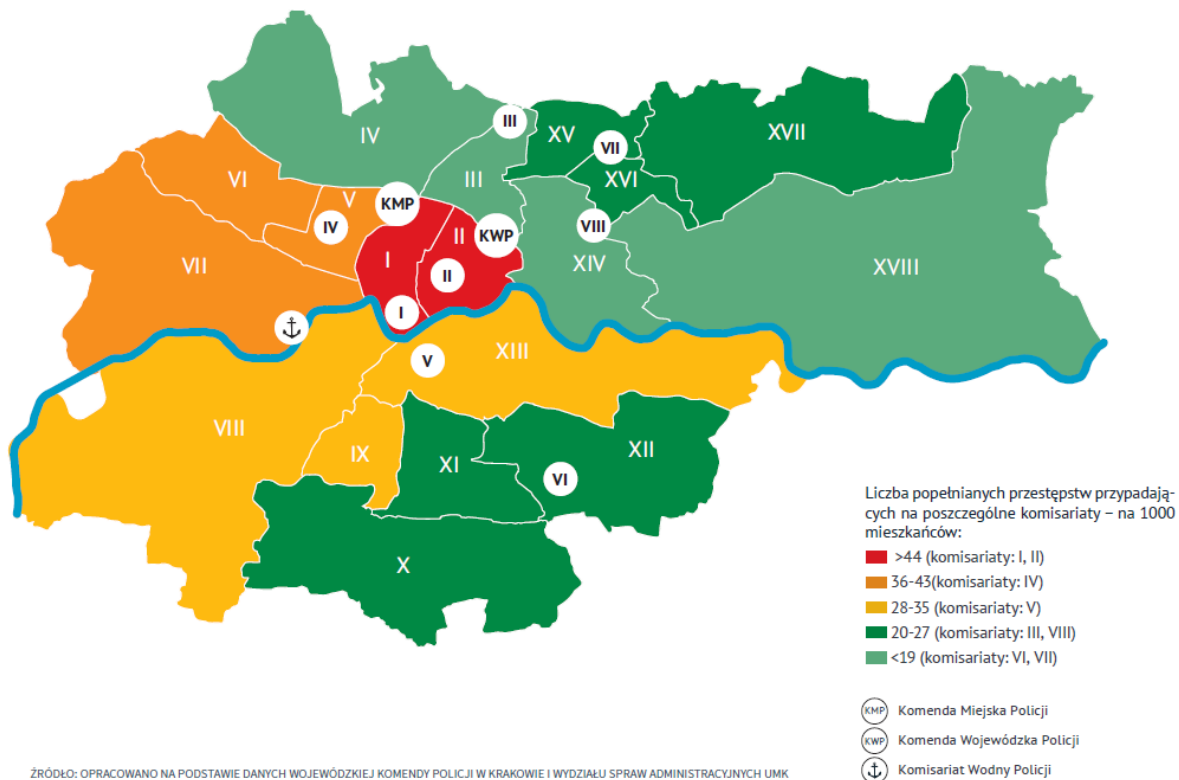 III
IV
XV
XVII
VII
VI
III
XVI
V
KMP
IV
VIII
II
KWP
VII
I
XIV
XVIII
II
I
V
XIII
VIII
IX
XI
XII
VI
X
Liczba popełnianych przestępstw przypadają-
cych na poszczególne komisariaty – na 1000
mieszkańców:
>44 (komisariaty: I, II)
36-43(komisariaty: IV)
28-35 (komisariaty: V)
20-27 (komisariaty: III, VIII)
<19 (komisariaty: VI, VII)
KMP Komenda Miejska Policji
KWP Komenda Wojewódzka Policji
Komisariat Wodny Policji
ŹRÓDŁO: OPRACOWANO NA PODSTAWIE DANYCH WOJEWÓDZKIEJ KOMENDY POLICJI W KRAKOWIE I WYDZIAŁU SPRAW ADMINISTRACYJNYCH UMK